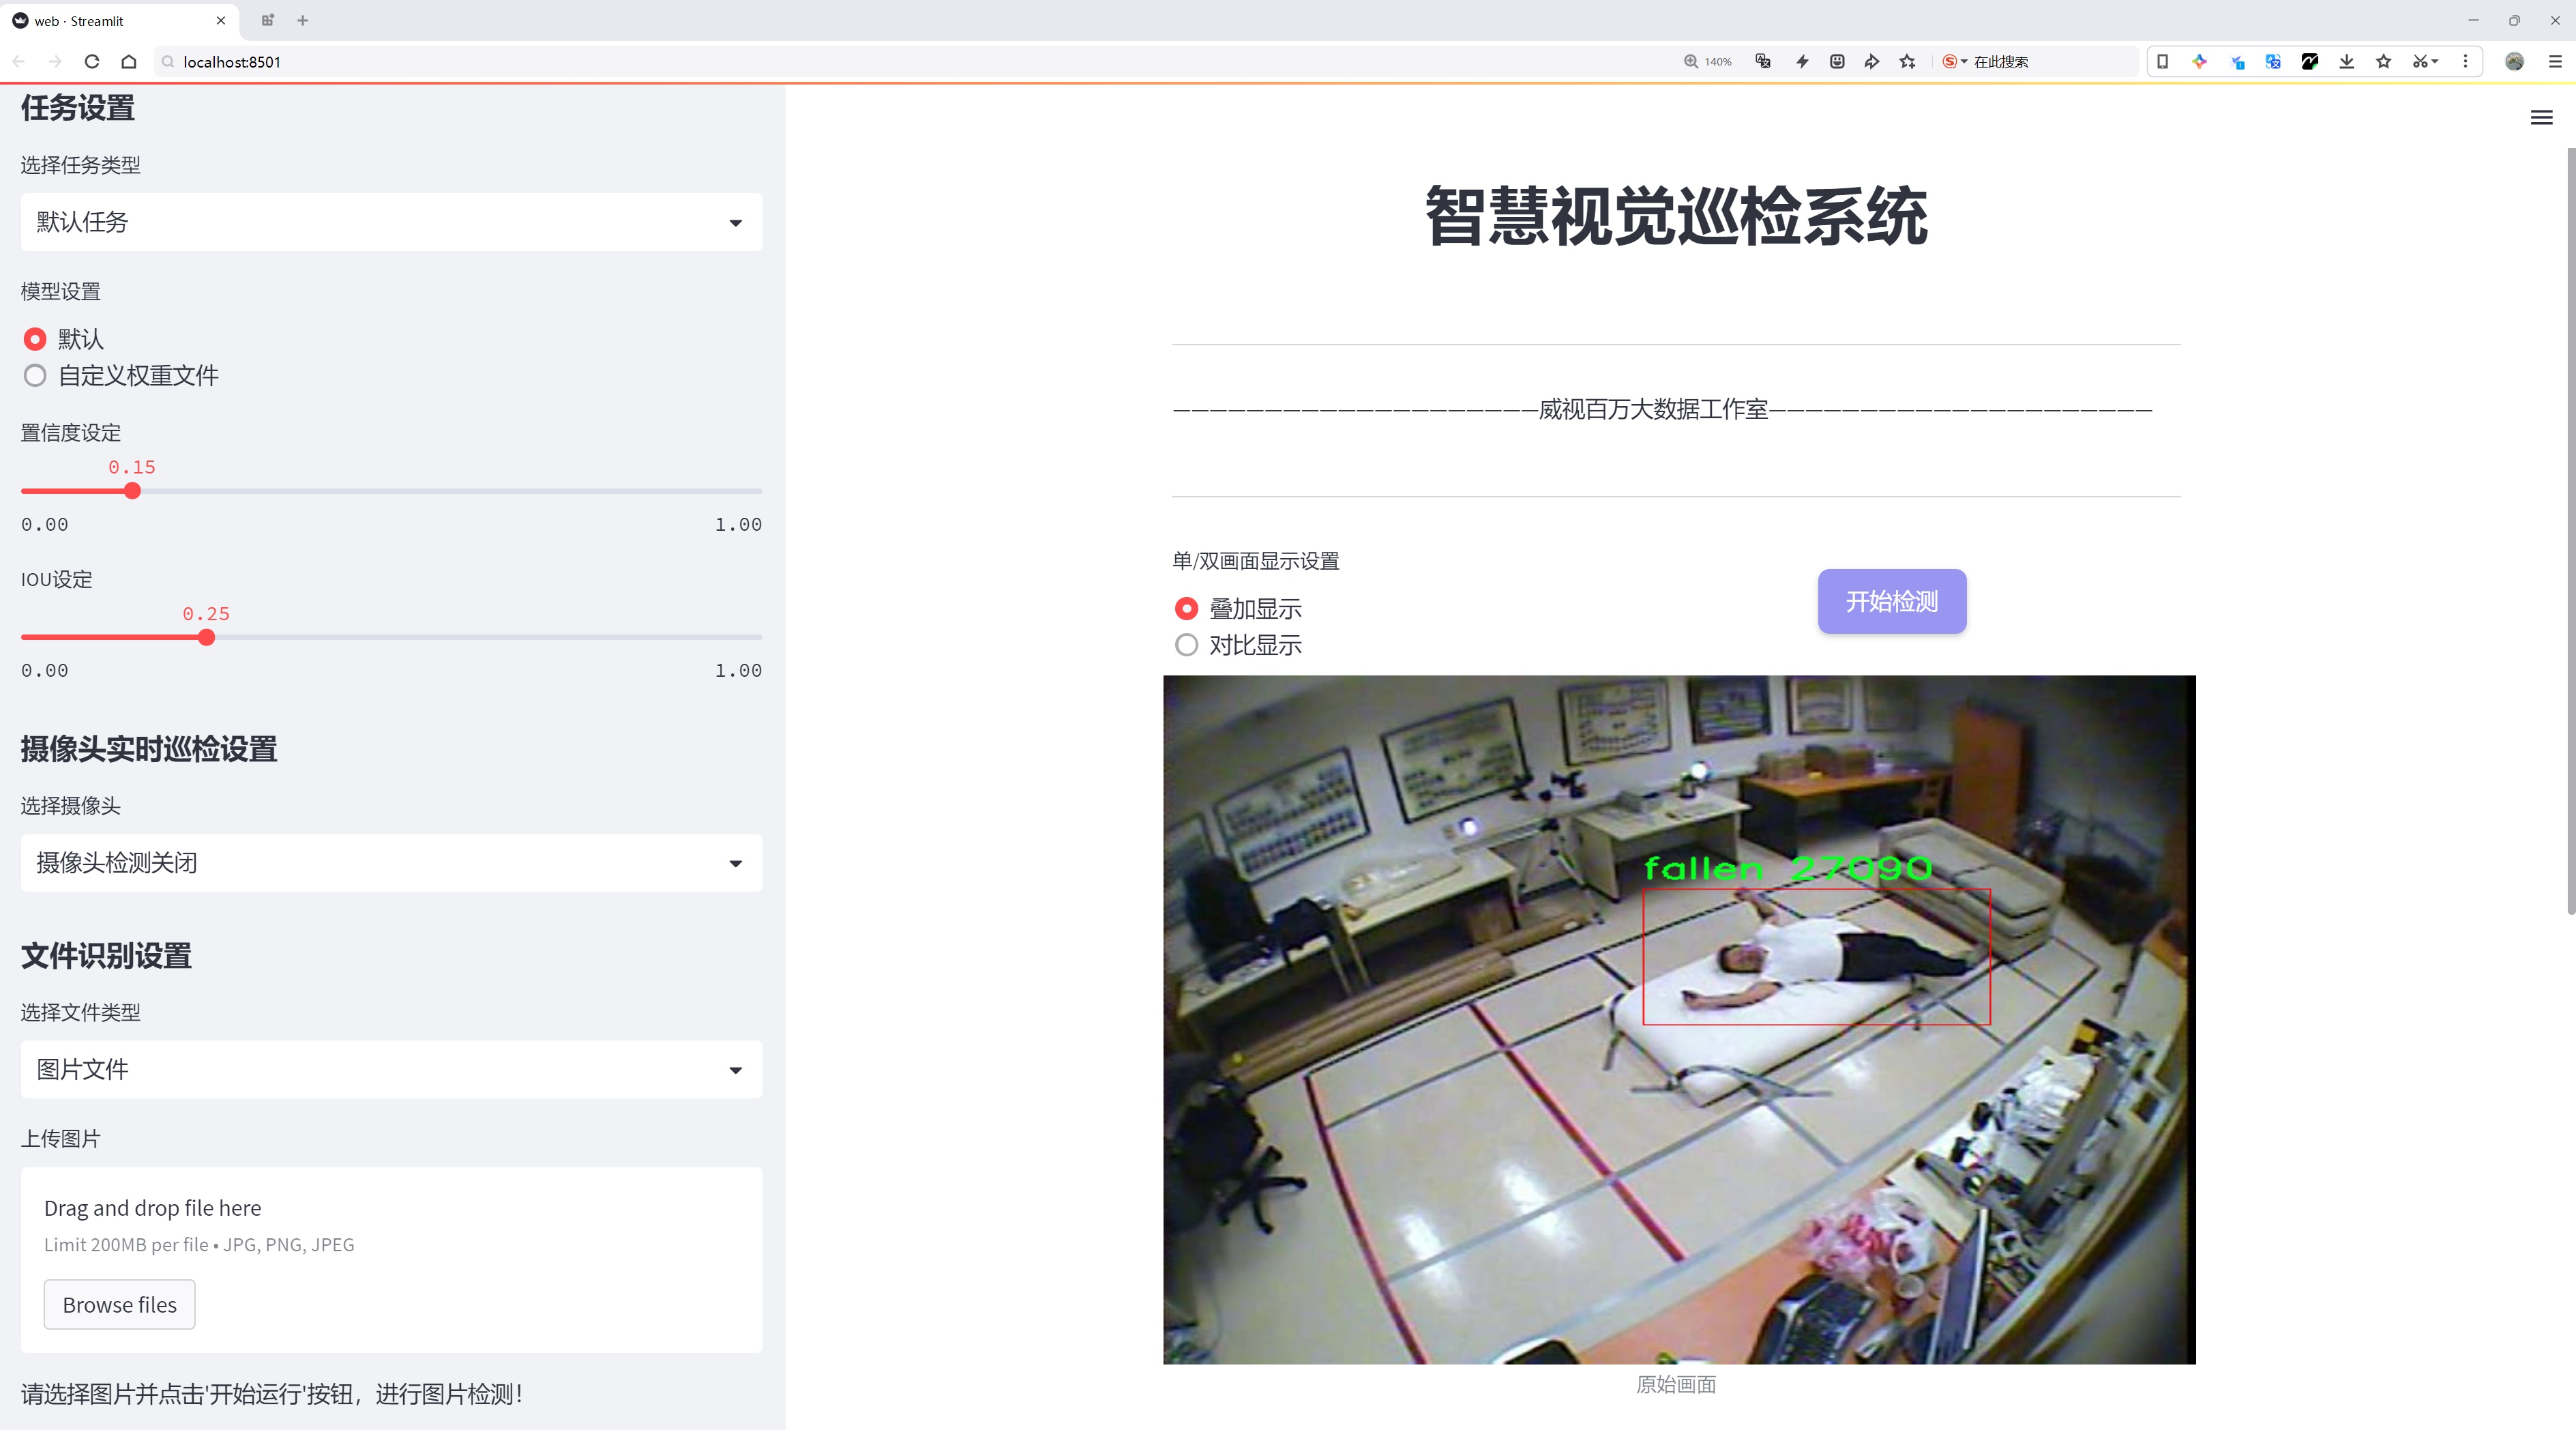 web · Streamlit
localhost:8501
140%
在此搜索
任务设置
选择任务类型
默认任务
模型设置
默认
自定义权重文件
置信度设定
0.15
0.00 1.00
IOU设定
0.25
0.00 1.00
摄像头实时巡检设置
选择摄像头
摄像头检测关闭
文件识别设置
选择文件类型
图片文件
上传图片
Drag and drop file here
Limit 200MB per file • JPG, PNG, JPEG
Browse files
请选择图片并点击'开始运行'按钮，进行图片检测！
智慧视觉巡检系统
—————————————————————威视百万大数据工作室—————————————————————
单/双画面显示设置
叠加显示
对比显示
开始检测
fallen 27090
原始画面